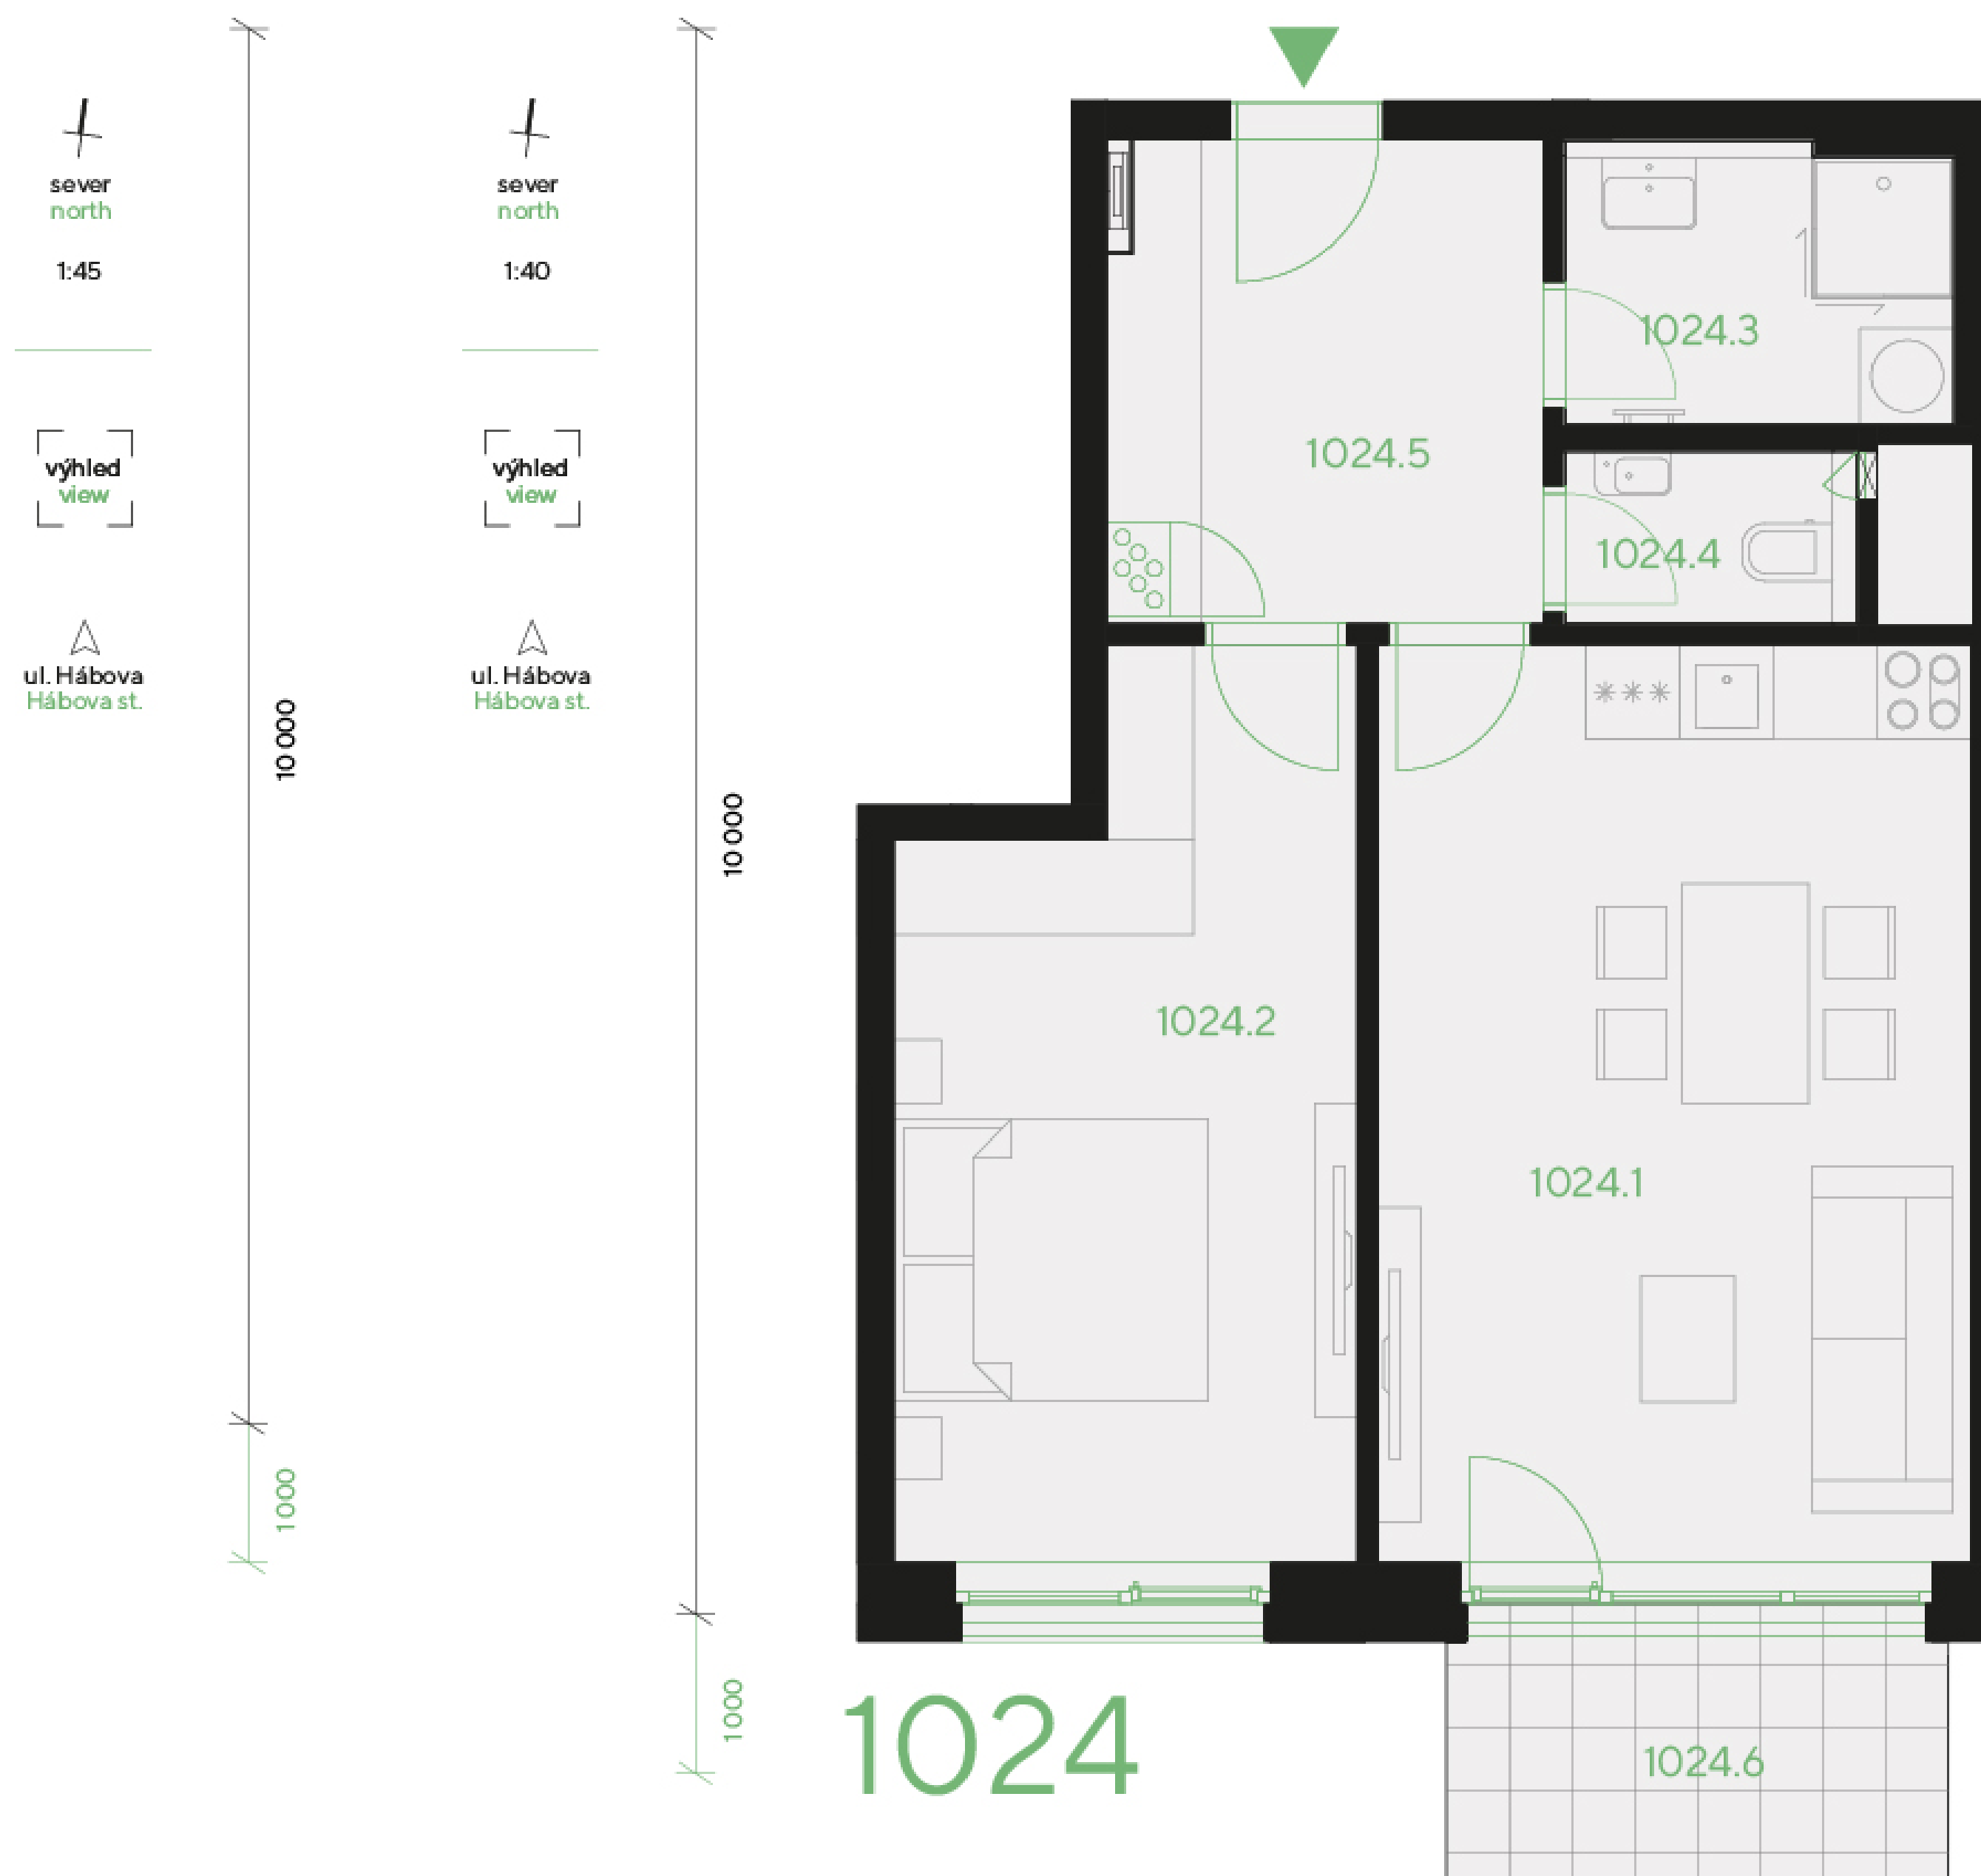 sever
north
1:45
výhled
view
ul. Hábova
Hábova st.
10 000
1000
sever
north
1:40
výhled
view
ul. Hábova
Hábova st.
10 000
1000
1024.3
1024.5
1024.4
1024.2
1024.1
1024
1024.6